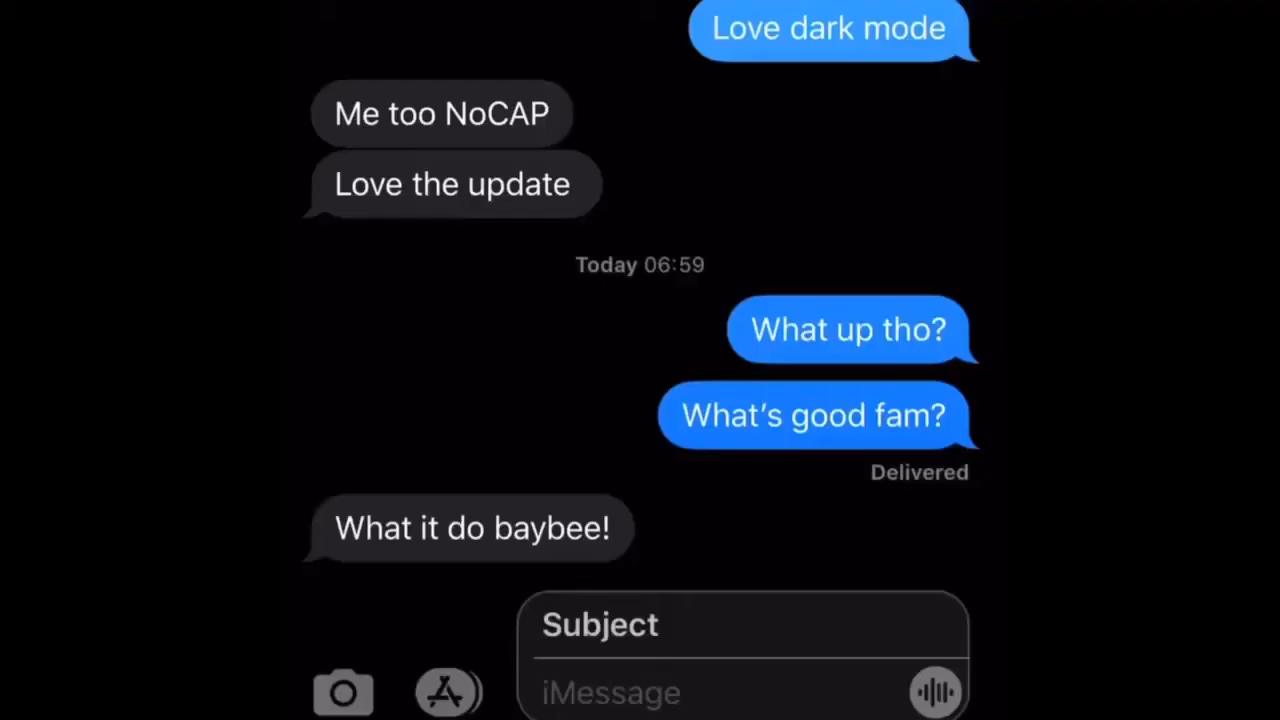 Love dark mode
Me too NoCAP
Love the update
Today 06:59
What up tho?
What's good fam?
Delivered
What it do baybee!
Subject
iMessage